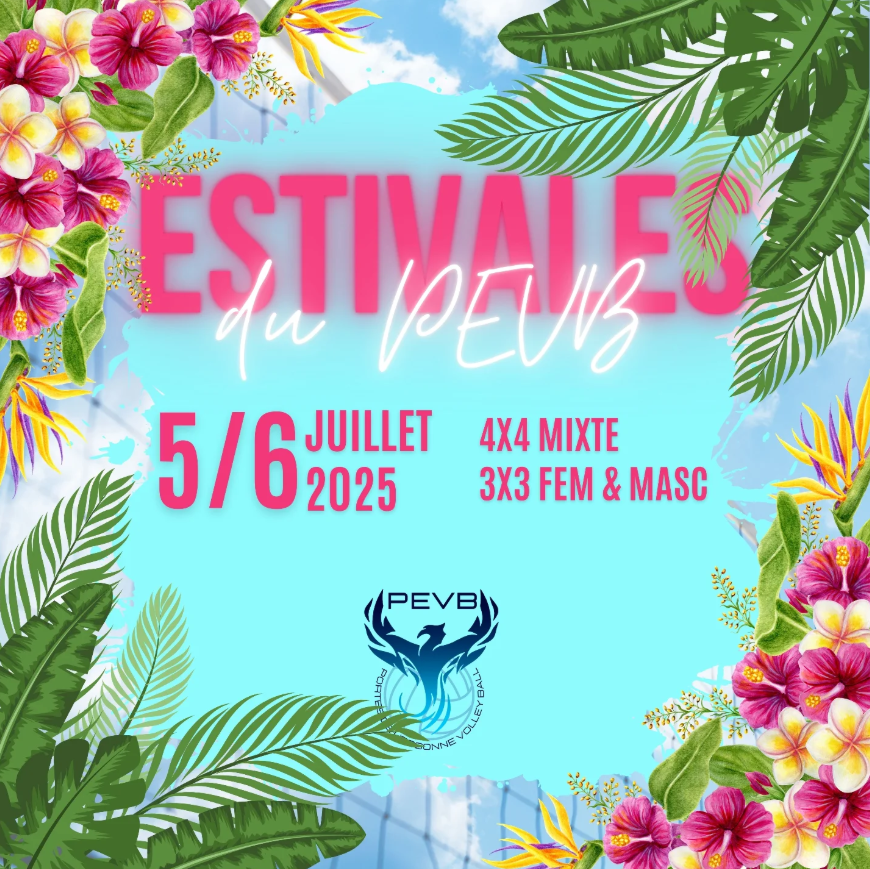 ESTIVALES
du PEVB
5/6 JUILLET
2025
4X4 MIXTE
3X3 FEM & MASC
PEVB
VOLLEY BALL